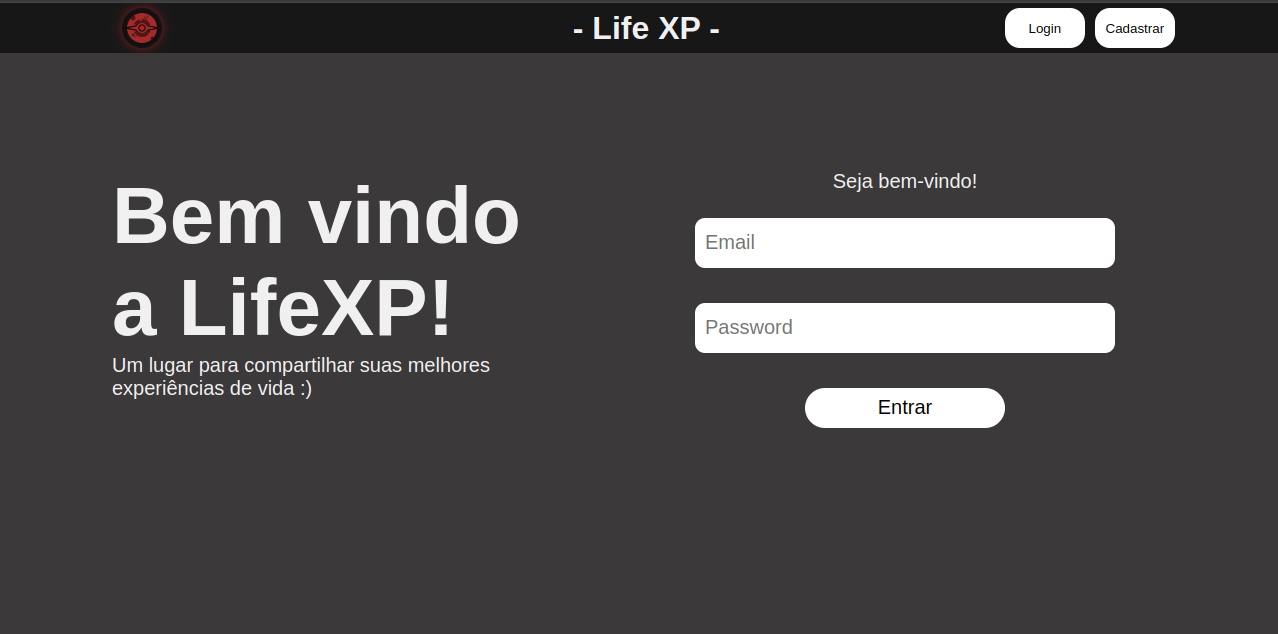 - Life XP -
Login
Cadastrar
Bem vindo
a LifeXP!
Um lugar para compartilhar suas melhores
experiências de vida :)
Seja bem-vindo!
Email
Password
Entrar